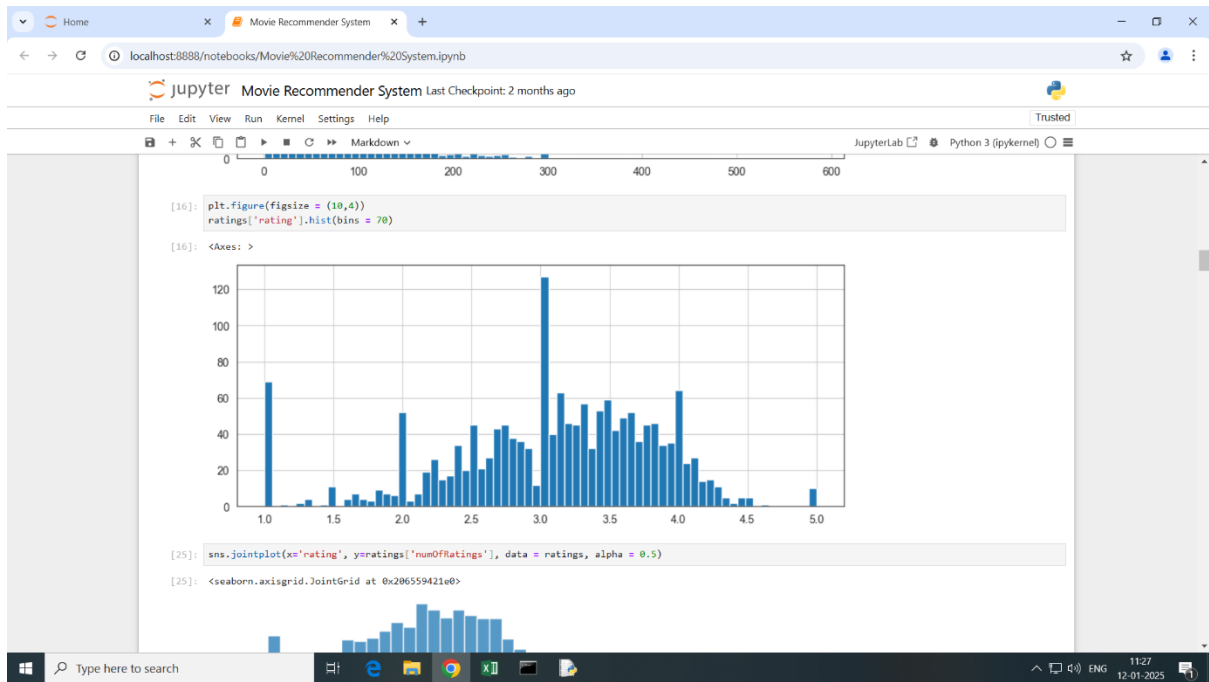 Home
Movie Recommender System
localhost:8888/notebooks/Movie%20Recommender%20System.ipynb
jupyter Movie Recommender System Last Checkpoint: 2 months ago
File Edit View Run Kernel Settings Help Trusted
Markdown JupyterLab Python 3 (ipykernel)
0
0 100 200 300 400 500 600
[16]: plt.figure(figsize = (10,4))
ratings['rating'].hist(bins = 70)
[16]: <Axes: >
120
100
80
60
40
20
0
1.0 1.5 2.0 2.5 3.0 3.5 4.0 4.5 5.0
[25]: sns.jointplot(x='rating', y=ratings['numOfRatings'], data = ratings, alpha = 0.5)
[25]: <seaborn.axisgrid.JointGrid at 0x206559421e0>
Type here to search
ENG 11:27
12-01-2025
1